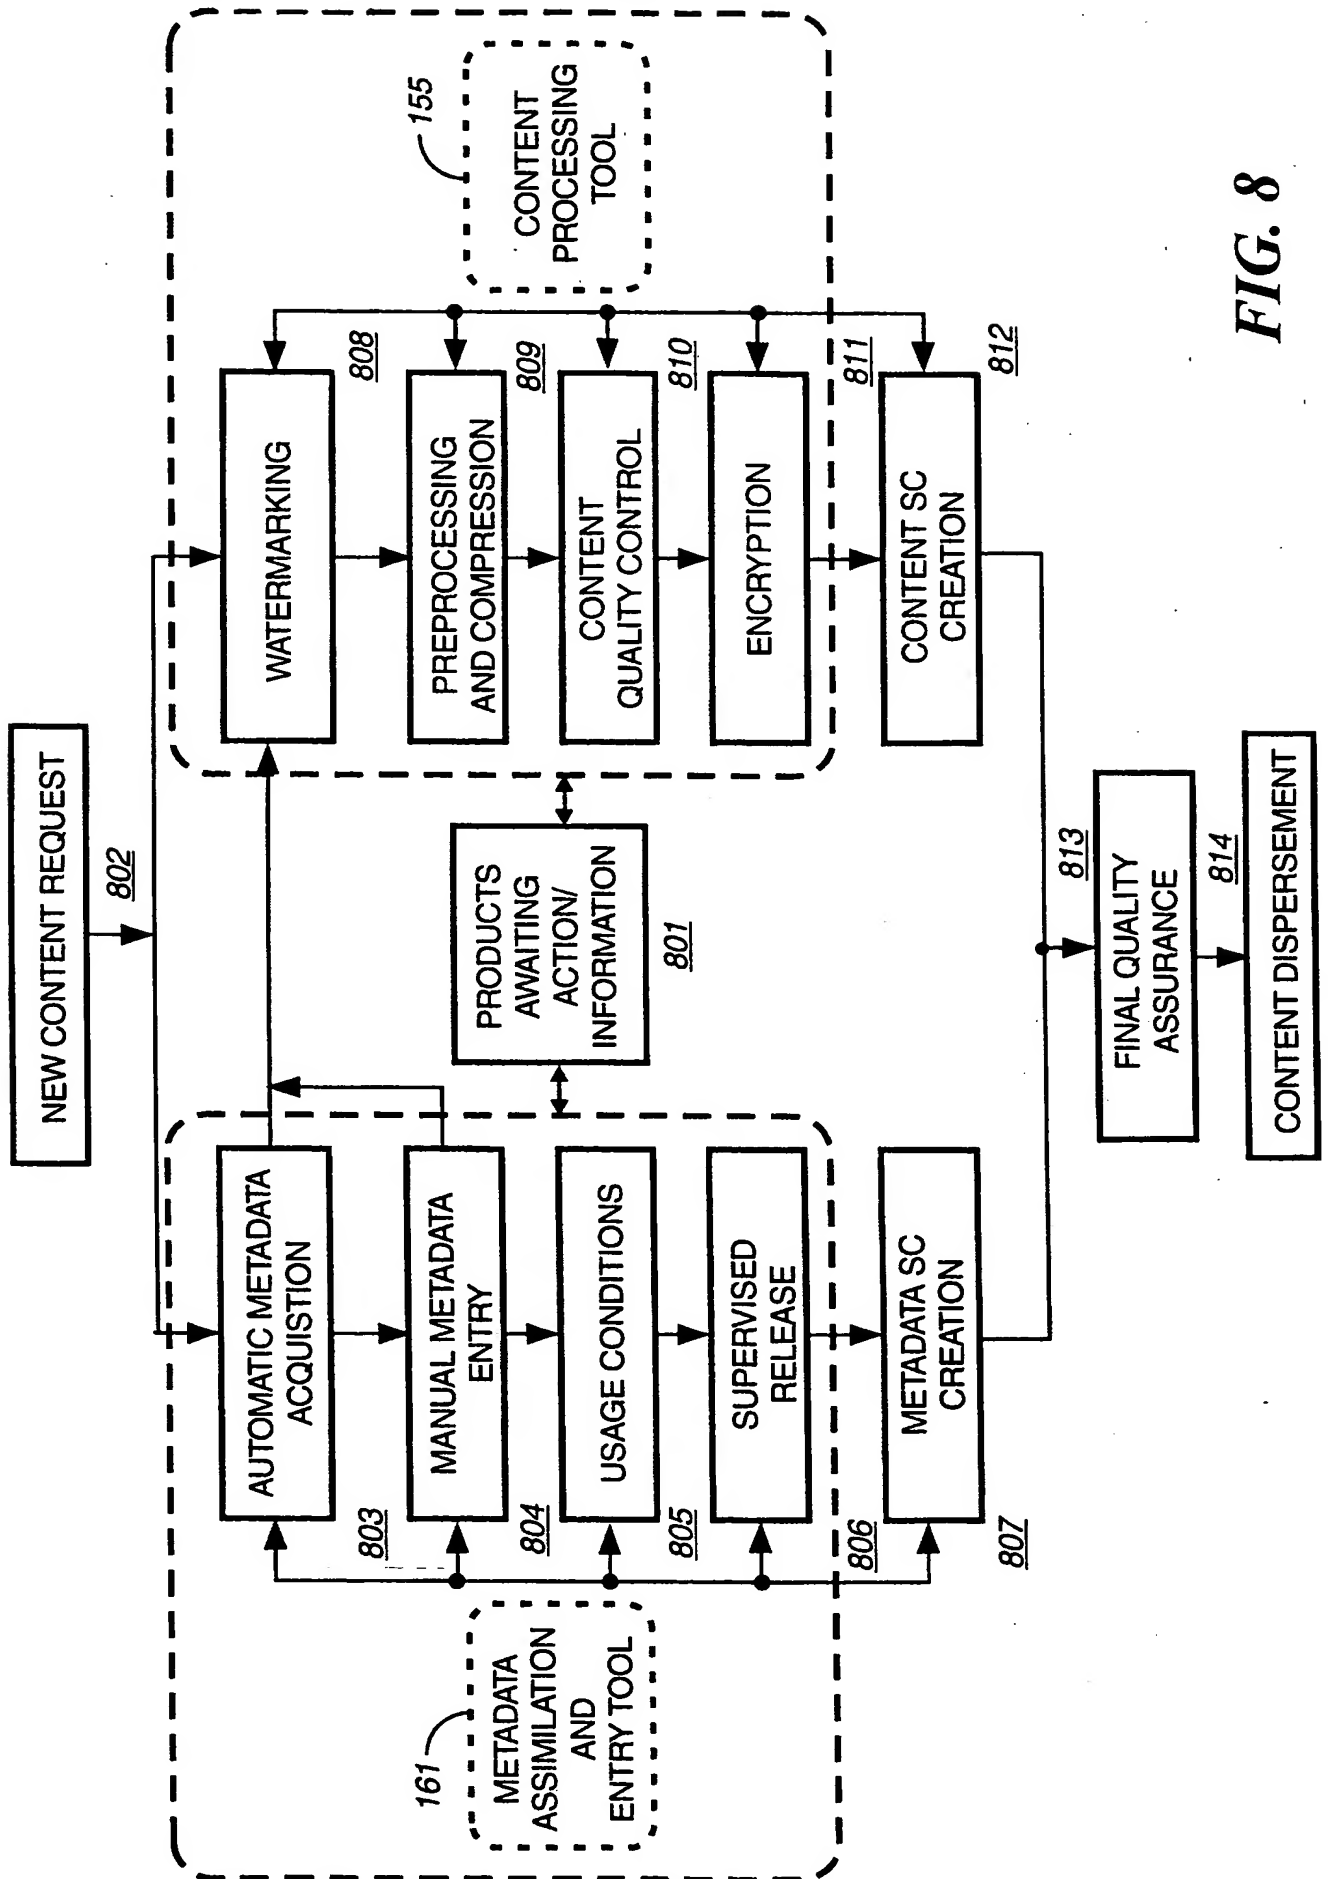 NEW CONTENT REQUEST
802
161
METADATA
ASSIMILATION
AND
ENTRY TOOL
AUTOMATIC METADATA
ACQUISTION
803
MANUAL METADATA
ENTRY
804
USAGE CONDITIONS
805
SUPERVISED
RELEASE
806
METADATA SC
CREATION
807
PRODUCTS
AWAITING
ACTION/
INFORMATION
801
WATERMARKING
808
PREPROCESSING
AND COMPRESSION
809
CONTENT
QUALITY CONTROL
810
ENCRYPTION
811
CONTENT SC
CREATION
812
155
CONTENT
PROCESSING
TOOL
813
FINAL QUALITY
ASSURANCE
814
CONTENT DISPERSEMENT
FIG. 8